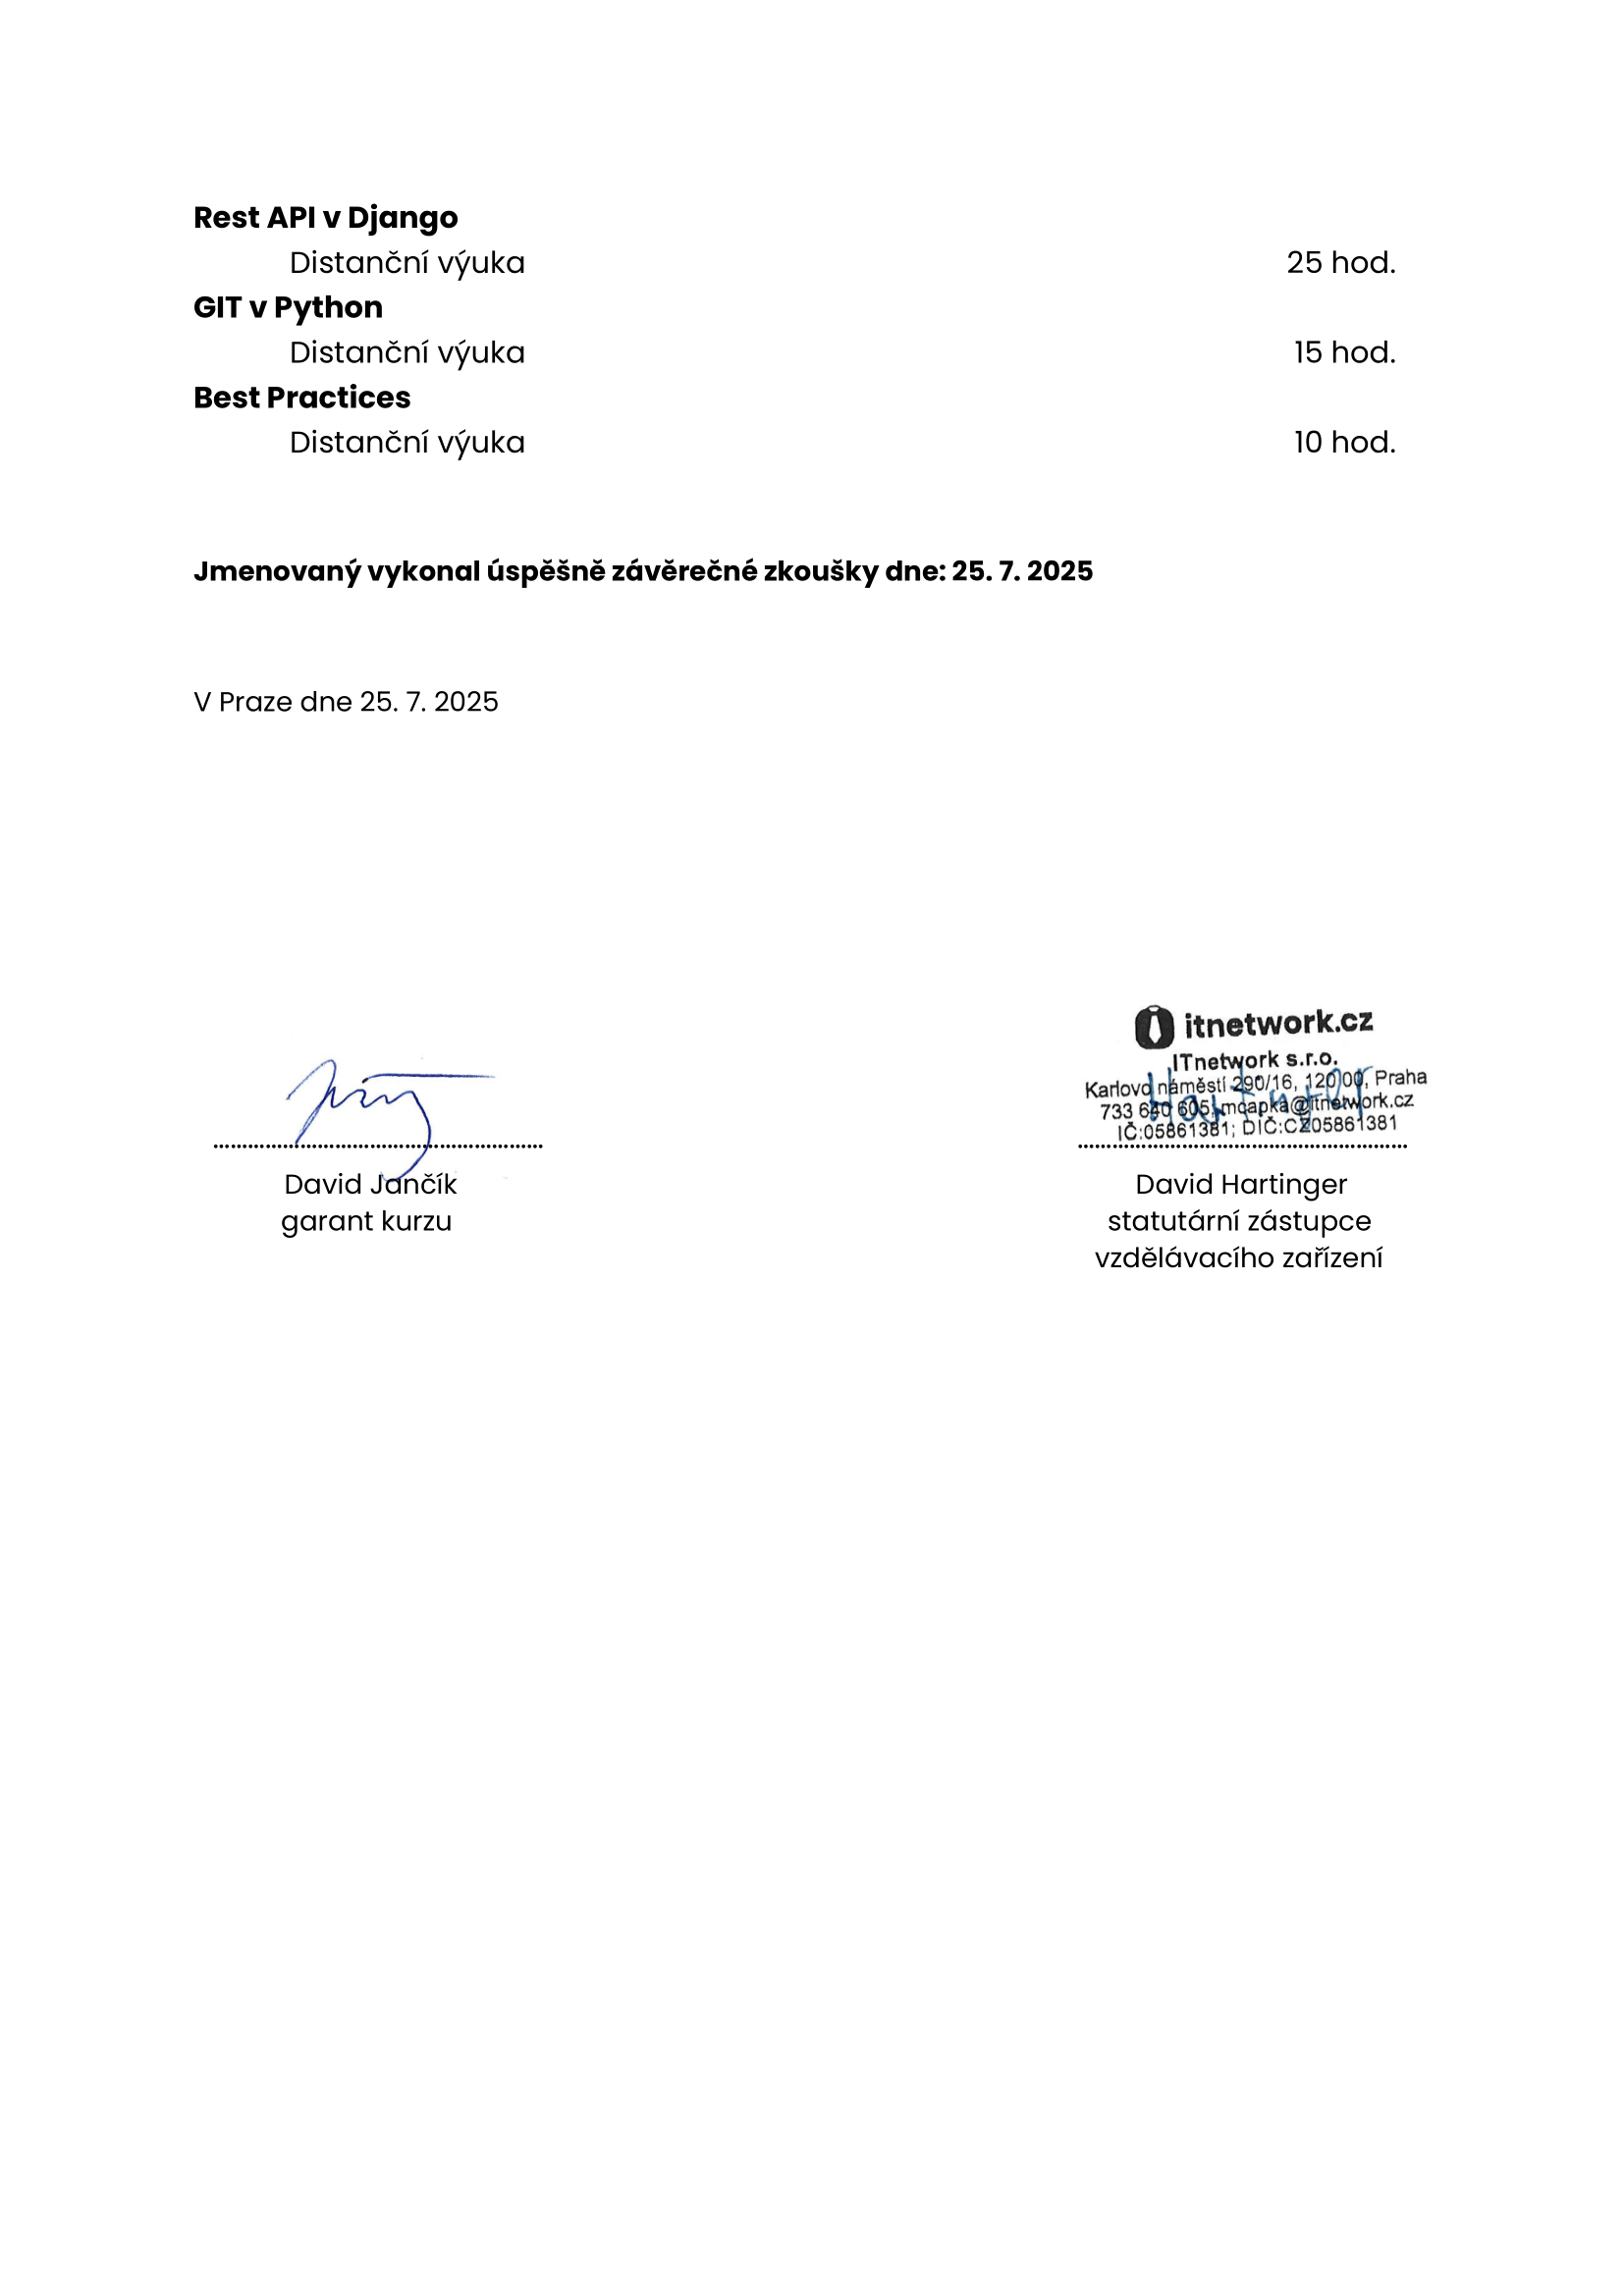 Rest API v Django
Distanční výuka 25 hod.
GIT v Python
Distanční výuka 15 hod.
Best Practices
Distanční výuka 10 hod.
Jmenovaný vykonal úspěšně závěrečné zkoušky dne: 25. 7. 2025
V Praze dne 25. 7. 2025
itnetwork.cz
ITnetwork s.r.o.
Karlovo náměstí 290/16, 120 00, Praha
733 640 605, mcapka@itnetwork.cz
IČ:05861381; DIČ:CZ05861381
Hartinger
David Jančík
garant kurzu
David Hartinger
statutární zástupce
vzdělávacího zařízení